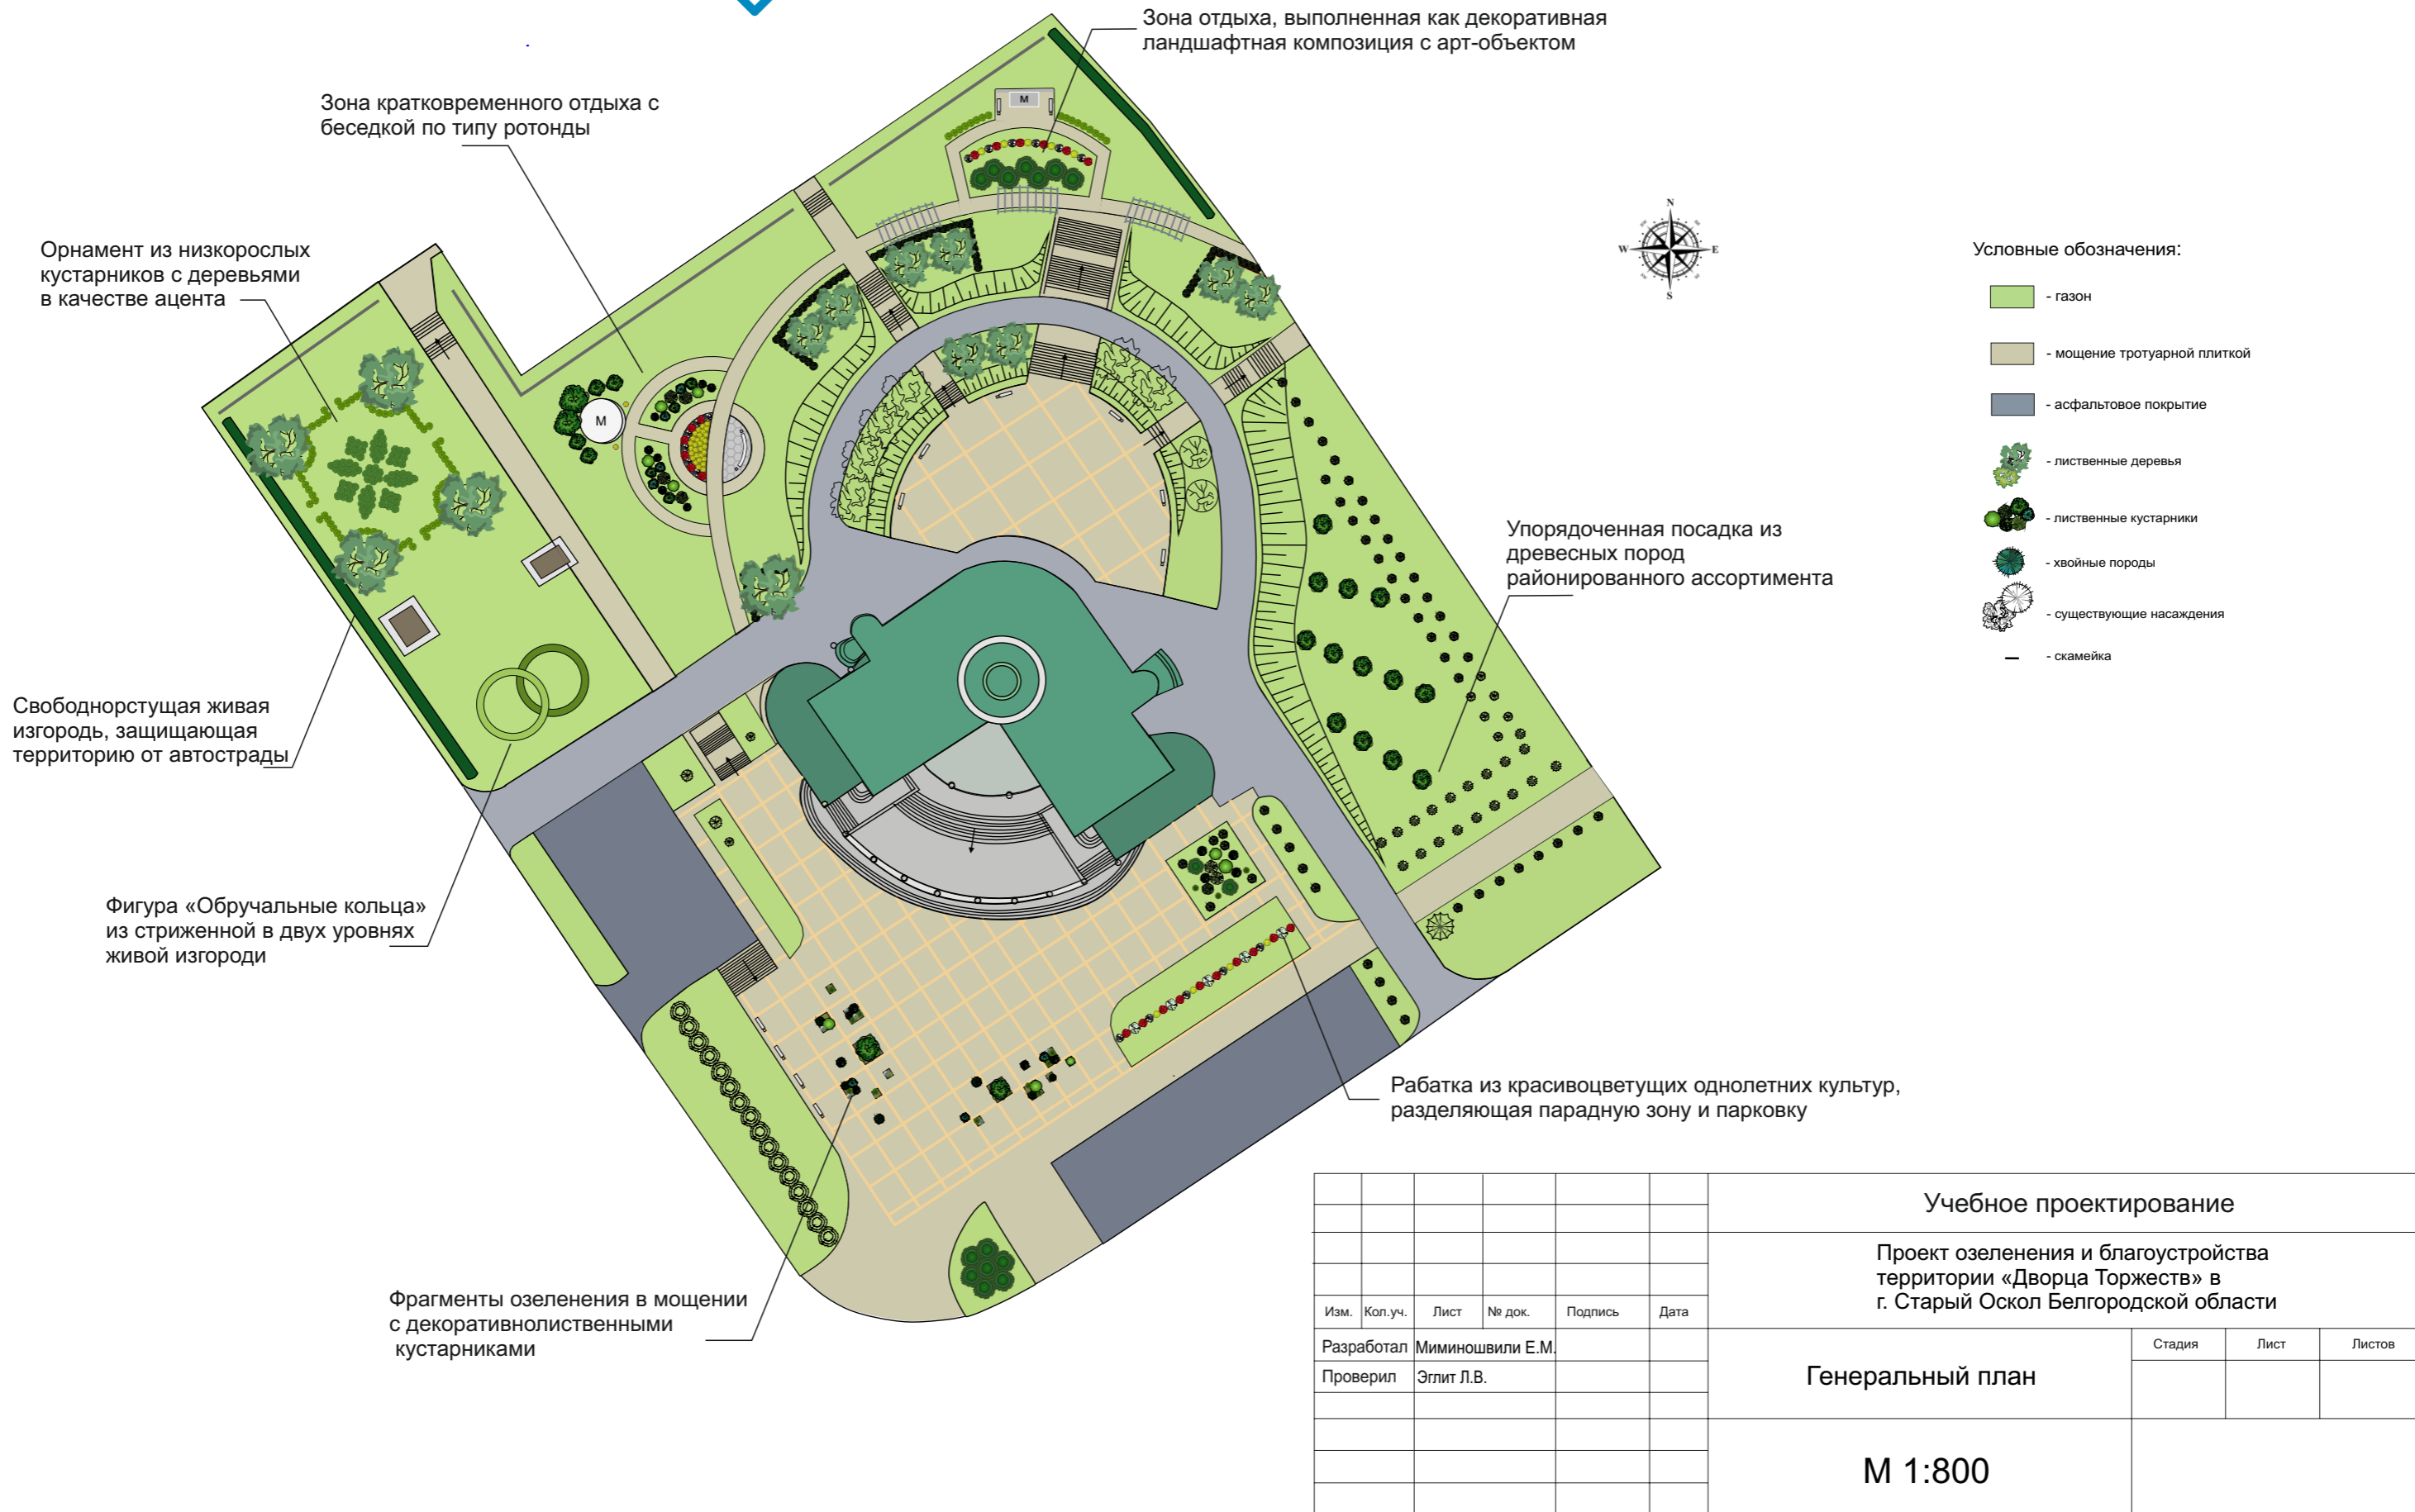 Зона отдыха, выполненная как декоративная
ландшафтная композиция с арт-объектом
Зона кратковременного отдыха с
беседкой по типу ротонды
Орнамент из низкорослых
кустарников с деревьями
в качестве ацента
Свободнорстущая живая
изгородь, защищающая
территорию от автострады
Фигура «Обручальные кольца»
из стриженной в двух уровнях
живой изгороди
Фрагменты озеленения в мощении
с декоративнолиственными
кустарниками
Упорядоченная посадка из
древесных пород
районированного ассортимента
Рабатка из красивоцветущих однолетних культур,
разделяющая парадную зону и парковку
М
М
N
W
E
S
Условные обозначения:
- газон
- мощение тротуарной плиткой
- асфальтовое покрытие
- лиственные деревья
- лиственные кустарники
- хвойные породы
- существующие насаждения
- скамейка
Учебное проектирование
Проект озеленения и благоустройства
территории «Дворца Торжеств» в
г. Старый Оскол Белгородской области
Изм. Кол.уч. Лист № док. Подпись Дата
Разработал Миминошвили Е.М.
Проверил Эглит Л.В.
Генеральный план
Стадия Лист Листов
М 1:800